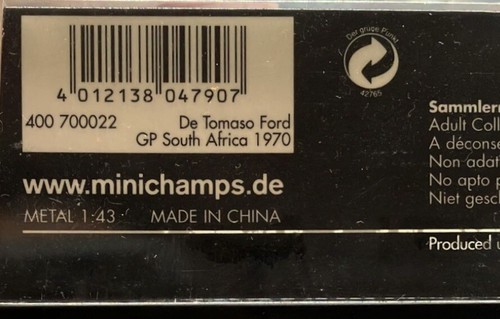 4 012138 047907
400 700022 De Tomaso Ford
GP South Africa 1970
www.minichamps.de
METAL 1:43 MADE IN CHINA
Der grüne Punkt
42765
Adult Coll
A déconse
Non adat
No apto p
Niet gesch
Produced u